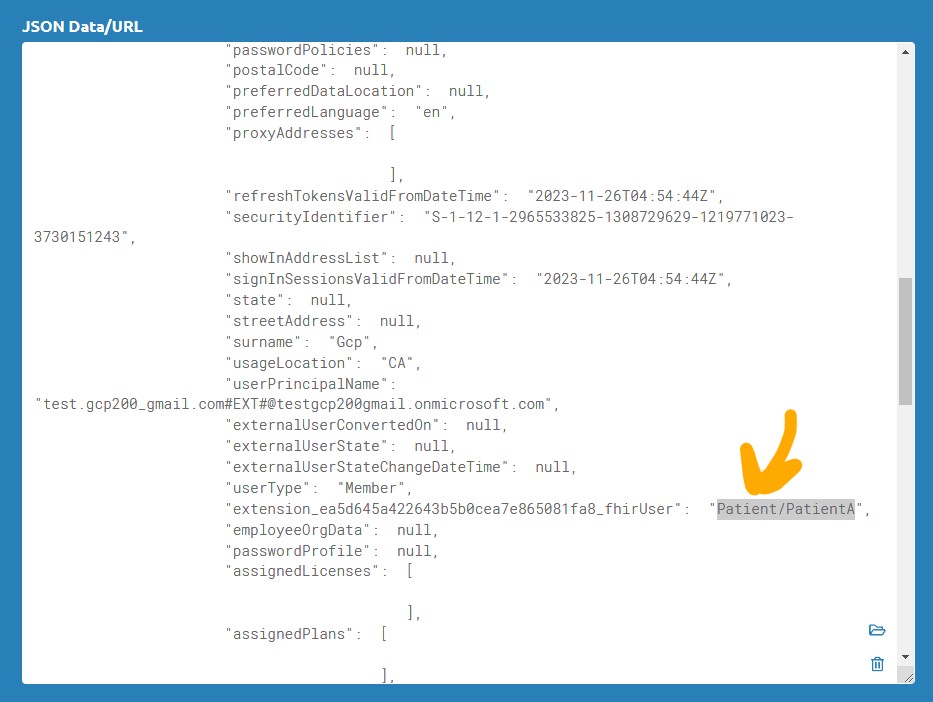 JSON Data/URL
"passwordPolicies": null,
"postalCode": null,
"preferredDataLocation": null,
"preferredLanguage": "en",
"proxyAddresses": [
],
"refreshTokensValidFromDateTime": "2023-11-26T04:54:44Z",
"securityIdentifier": "S-1-12-1-2965533825-1308729629-1219771023-
3730151243",
"showInAddressList": null,
"signInSessionsValidFromDateTime": "2023-11-26T04:54:44Z",
"state": null,
"streetAddress": null,
"surname": "Gcp",
"usageLocation": "CA",
"userPrincipalName":
"test.gcp200_gmail.com#EXT#@testgcp200gmail.onmicrosoft.com",
"externalUserConvertedOn": null,
"externalUserState": null,
"externalUserStateChangeDateTime": null,
"userType": "Member",
"extension_ea5d645a422643b5b0cea7e865081fa8_fhirUser": "Patient/PatientA",
"employeeOrgData": null,
"passwordProfile": null,
"assignedLicenses": [
],
"assignedPlans": [
],